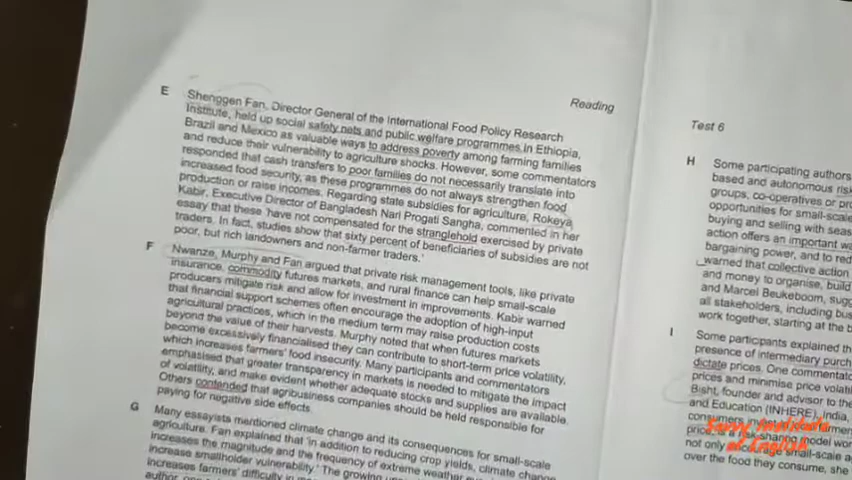 Reading
E Shenggen Fan, Director General of the International Food Policy Research
Institute, held up social safety nets and public welfare programmes in Ethiopia,
Brazil and Mexico as valuable ways to address poverty among farming families
and reduce their vulnerability to agriculture shocks. However, some commentators
responded that cash transfers to poor families do not necessarily translate into
increased food security, as these programmes do not always strengthen food
production or raise incomes. Regarding state subsidies for agriculture, Rokeya
Kabir, Executive Director of Bangladesh Nari Progati Sangha, commented in her
essay that these 'have not compensated for the stranglehold exercised by private
traders. In fact, studies show that sixty percent of beneficiaries of subsidies are not
poor, but rich landowners and non-farmer traders.'
F Nwanze, Murphy and Fan argued that private risk management tools, like private
insurance, commodity futures markets, and rural finance can help small-scale
producers mitigate risk and allow for investment in improvements. Kabir warned
that financial support schemes often encourage the adoption of high-input
agricultural practices, which in the medium term may raise production costs
beyond the value of their harvests. Murphy noted that when futures markets
become excessively financialised they can contribute to short-term price volatility,
which increases farmers' food insecurity. Many participants and commentators
emphasised that greater transparency in markets is needed to mitigate the impact
of volatility, and make evident whether adequate stocks and supplies are available.
Others contended that agribusiness companies should be held responsible for
paying for negative side effects.
G Many essayists mentioned climate change and its consequences for small-scale
agriculture. Fan explained that 'in addition to reducing crop yields, climate change
increases the magnitude and the frequency of extreme weather
increase smallholder vulnerability.' The growing
increases farmers' difficulty in
Test 6
H Some participating authors
based and autonomous
groups, co-operatives or
opportunities for small-scale
buying and selling with
action offers an important
bargaining power, and to
warned that collective action
and money to organise, build
and Marcel Beukeboom,
all stakeholders, including
work together, starting at the
I Some participants explained
presence of intermediary
dictate prices. One
prices and minimise price
Bisht, founder and advisor to the
and Education (INHERE), India,
consumers
model
not only encourage small-scale
over the food they consume, she
Savvy Institute
of English